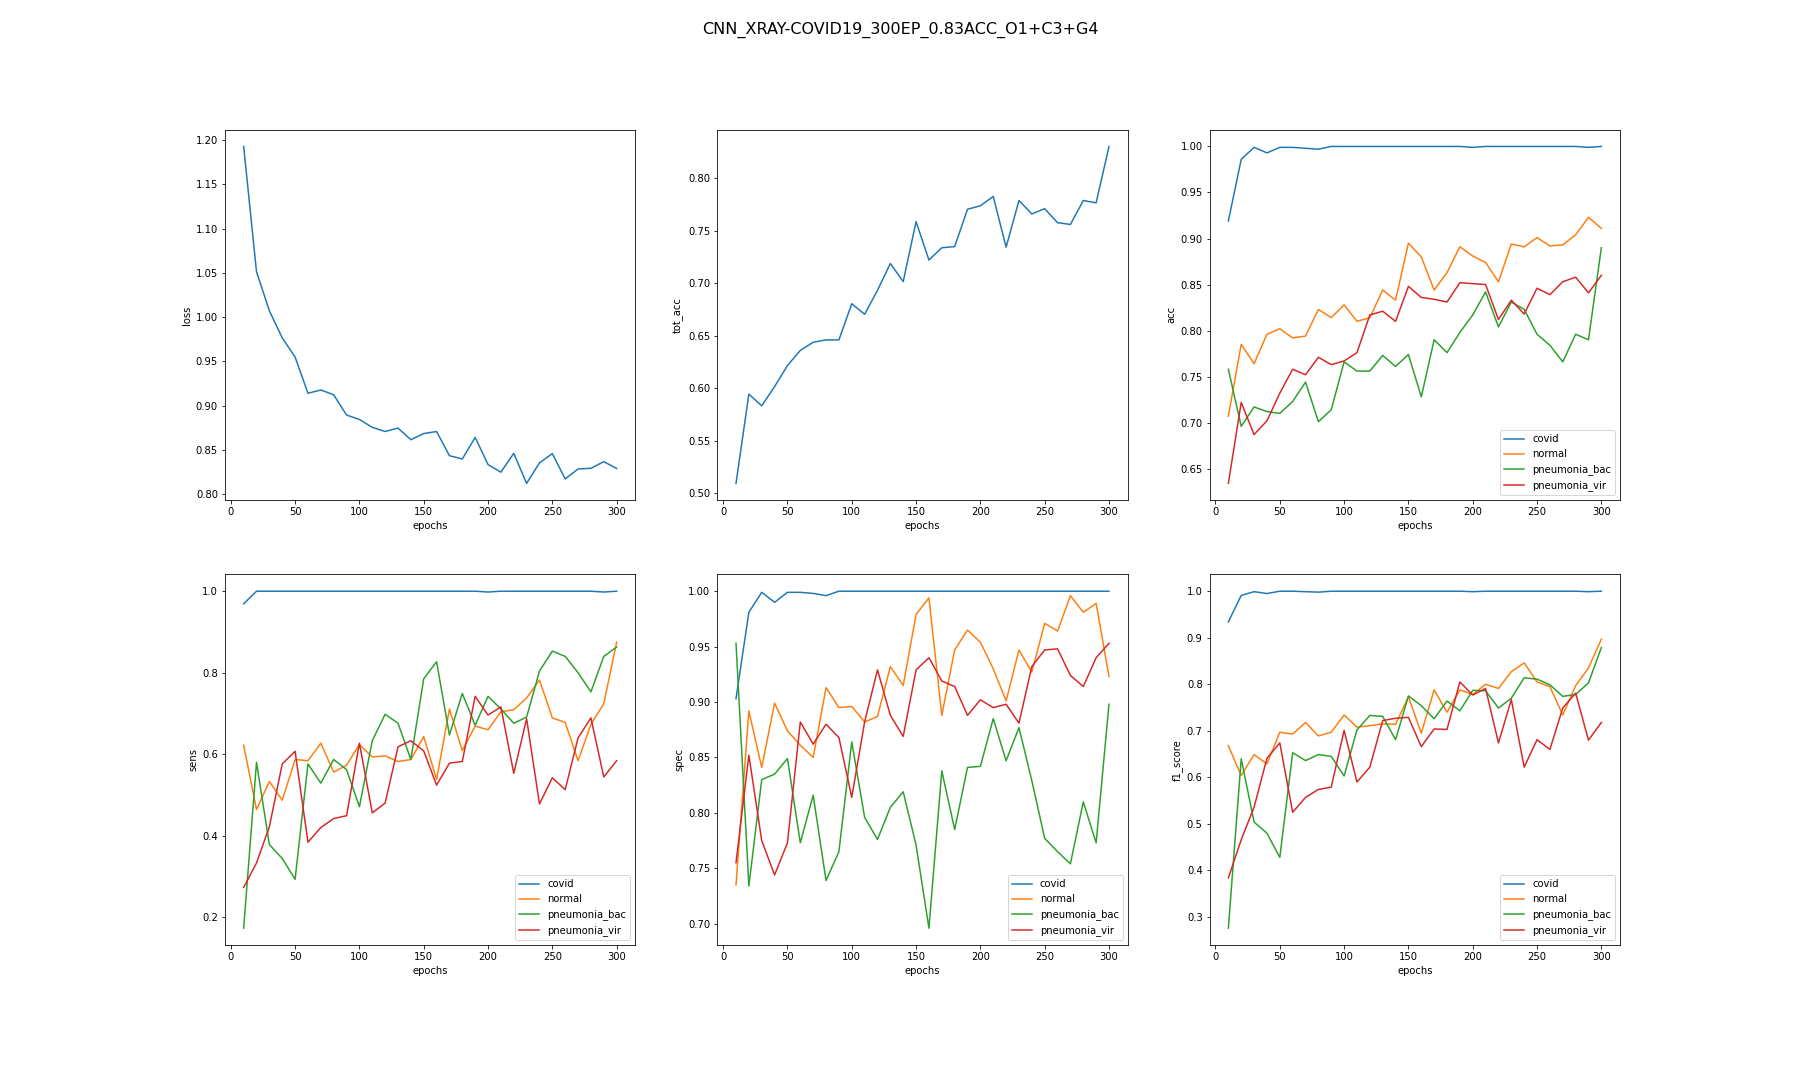 CNN_XRAY-COVID19_300EP_0.83ACC_O1+C3+G4
1.20
1.15
1.10
1.05
1.00
0.95
0.90
0.85
0.80
loss
0 50 100 150 200 250 300
epochs
0.80
0.75
0.70
0.65
0.60
0.55
0.50
tot_acc
0 50 100 150 200 250 300
epochs
1.00
0.95
0.90
0.85
0.80
0.75
0.70
0.65
acc
covid
normal
pneumonia_bac
pneumonia_vir
0 50 100 150 200 250 300
epochs
1.0
0.8
0.6
0.4
0.2
sens
covid
normal
pneumonia_bac
pneumonia_vir
0 50 100 150 200 250 300
epochs
1.00
0.95
0.90
0.85
0.80
0.75
0.70
spec
covid
normal
pneumonia_bac
pneumonia_vir
0 50 100 150 200 250 300
epochs
1.0
0.9
0.8
0.7
0.6
0.5
0.4
0.3
f1_score
covid
normal
pneumonia_bac
pneumonia_vir
0 50 100 150 200 250 300
epochs